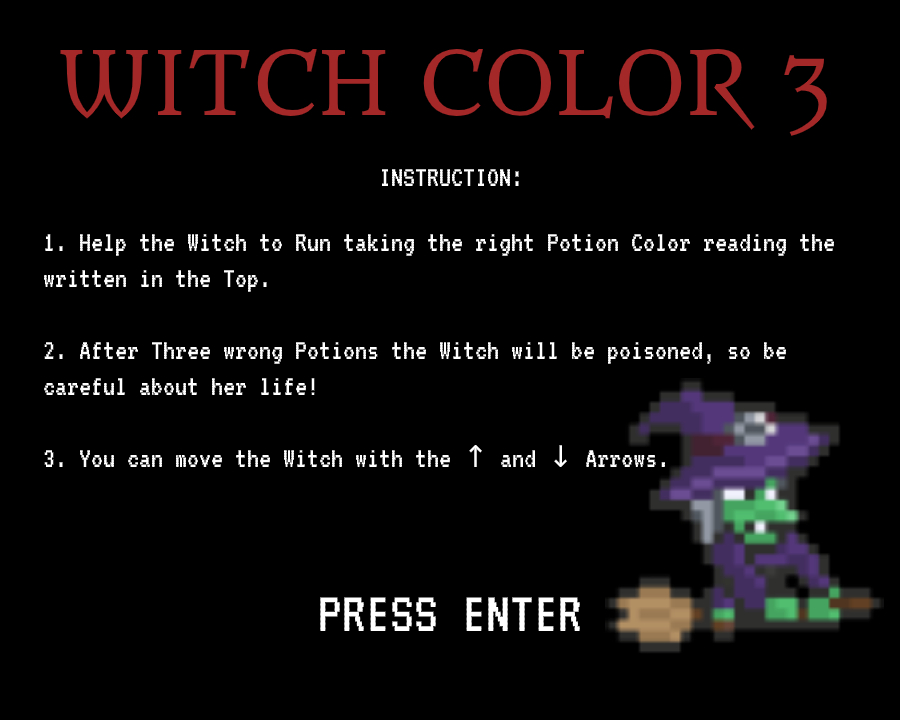 WITCH COLOR 3
INSTRUCTION:
1. Help the Witch to Run taking the right Potion Color reading the
written in the Top.
2. After Three wrong Potions the Witch will be poisoned, so be
careful about her life!
3. You can move the Witch with the ↑ and ↓ Arrows.
PRESS ENTER